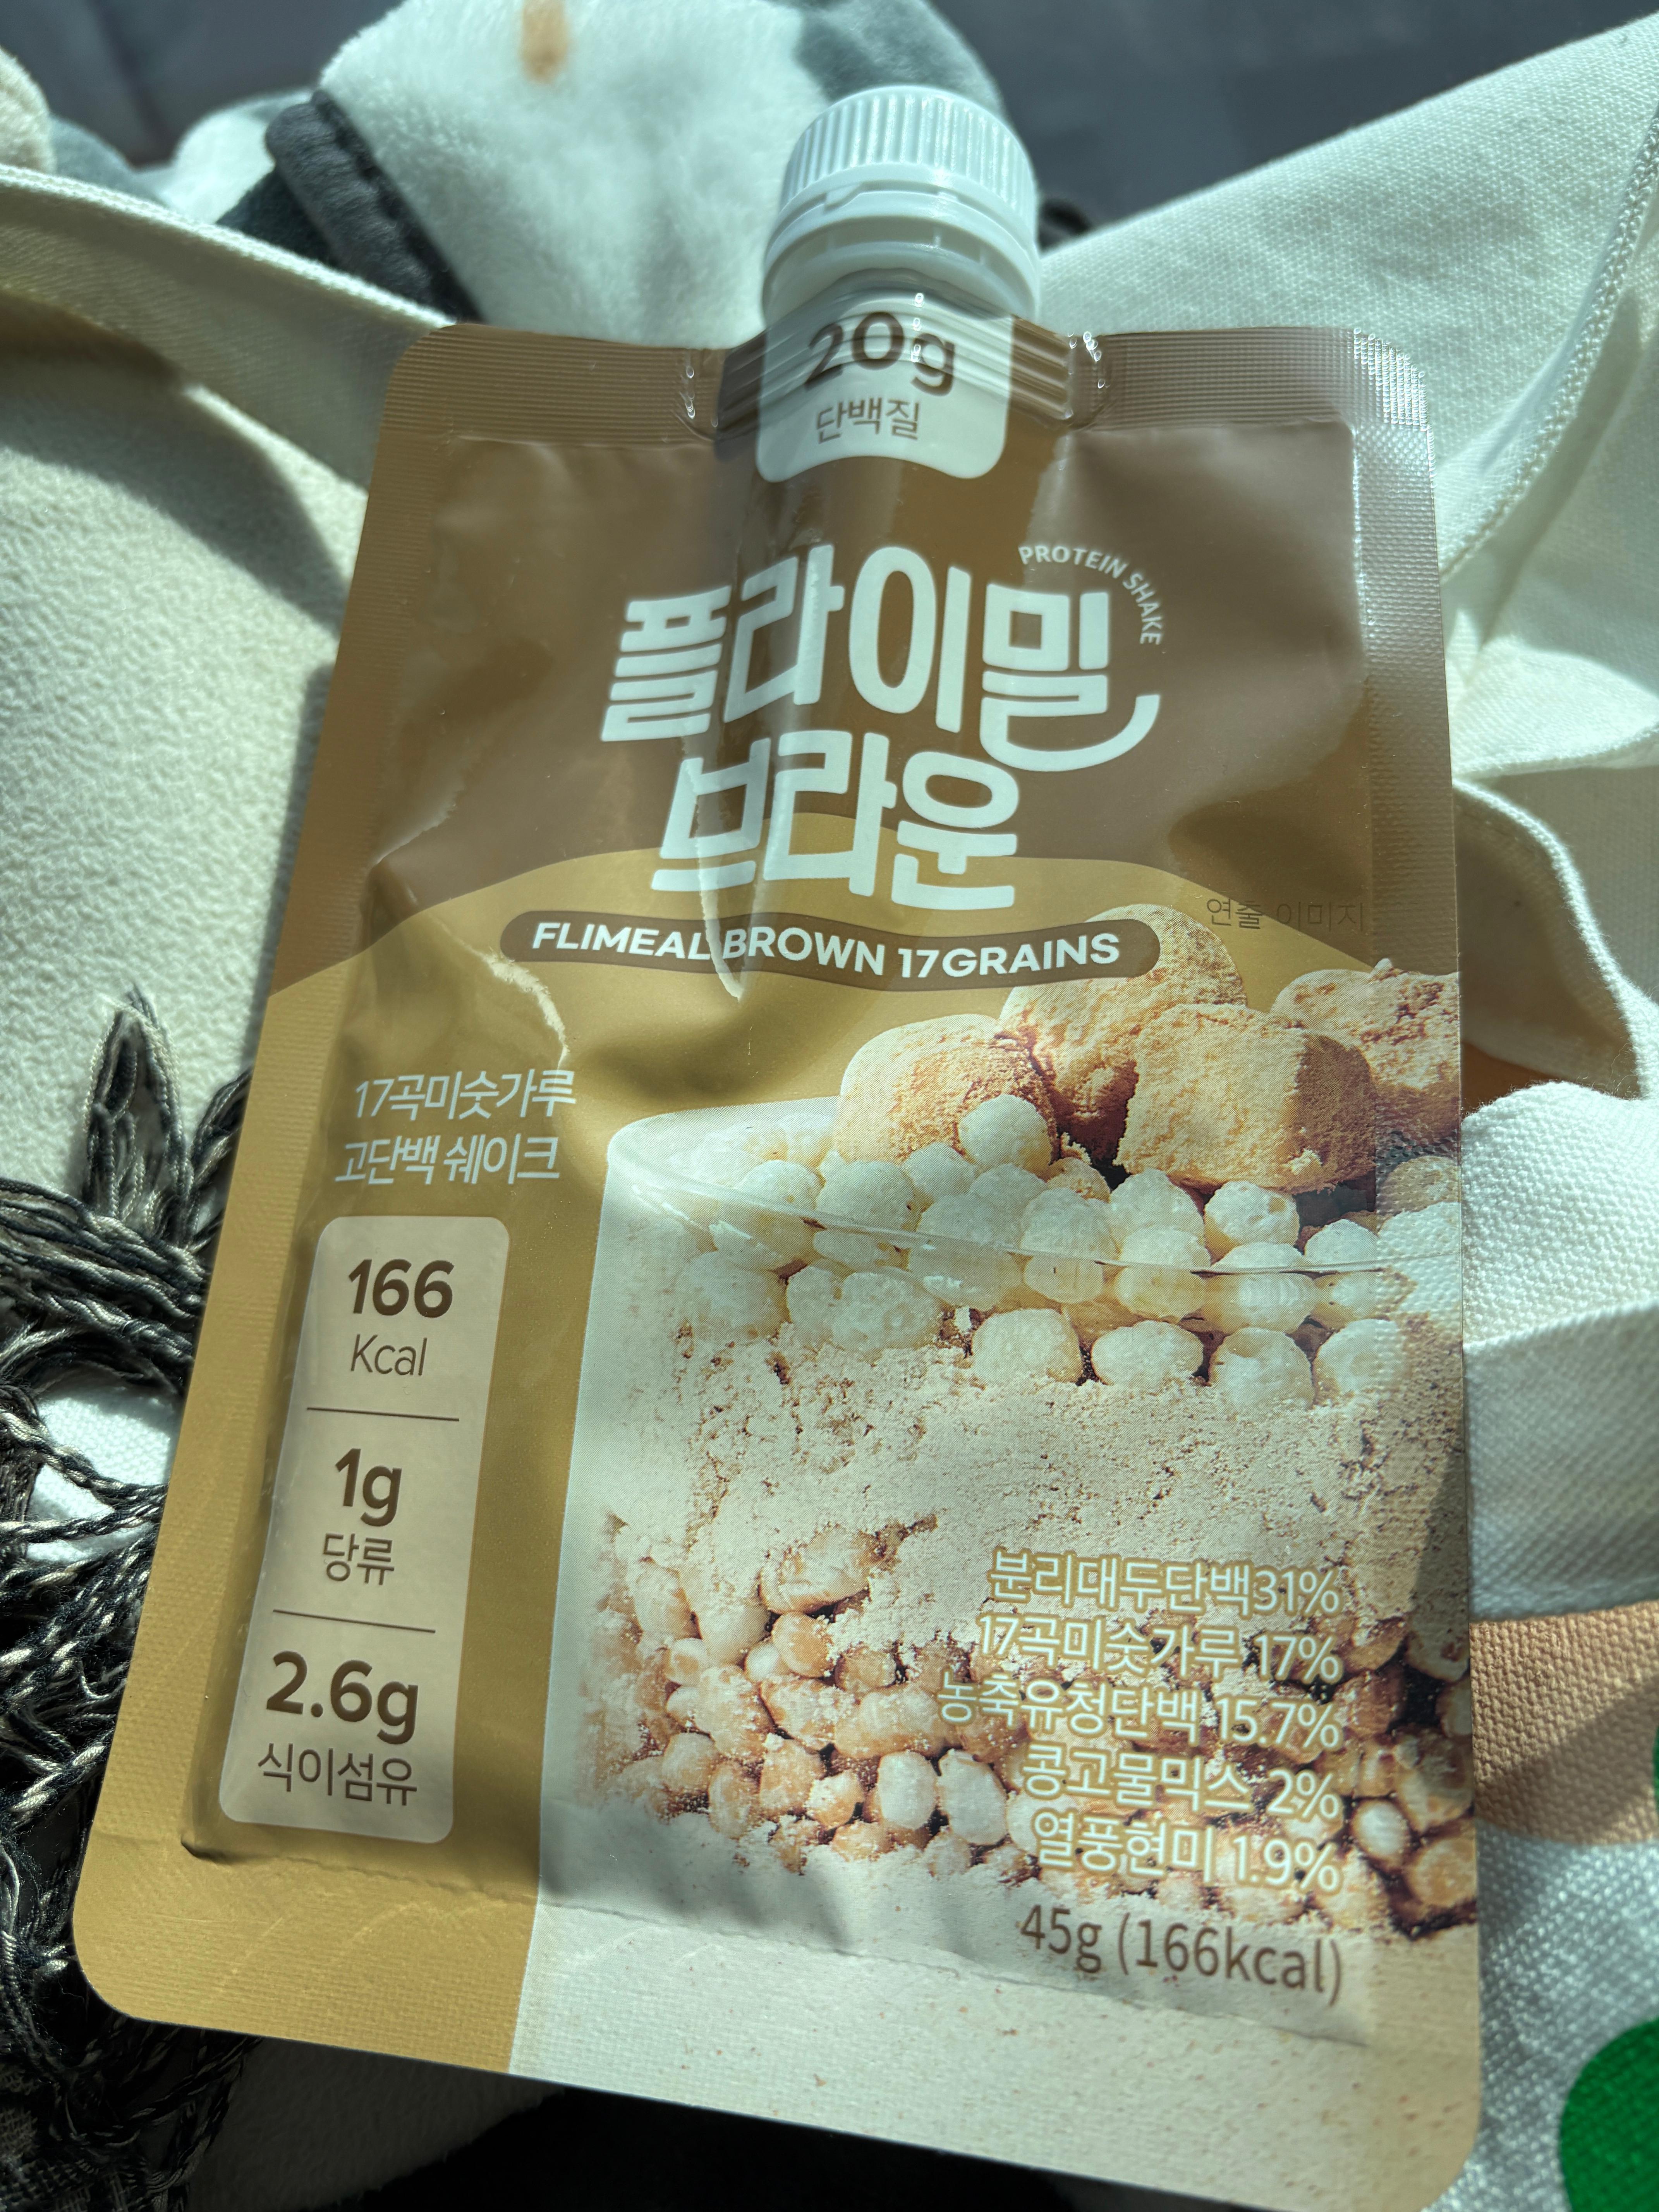 20g
단백질
PROTEIN SHAKE
플라이밀
브라운
FLIMEAL BROWN 17GRAINS
연출 이미지
17곡미숫가루
고단백 쉐이크
166
Kcal
1g
당류
2.6g
식이섬유
분리대두단백31%
17곡미숫가루 17%
농축유청단백 15.7%
콩고물믹스 2%
열풍현미 1.9%
45g (166kcal)